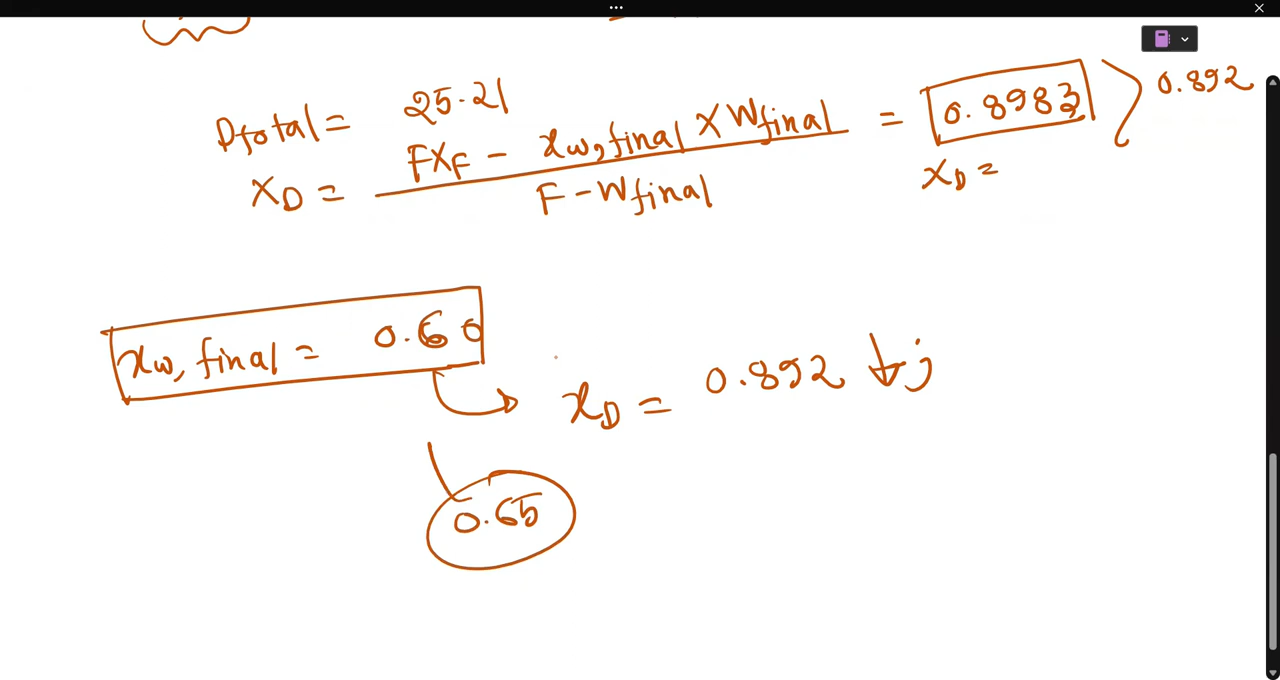 Dtotal = 25.21
xD = FXF - xw,final X Wfinal / F - Wfinal = 0.8983 > 0.892
xD =
xw, final = 0.60
xD = 0.892 ↓ j
0.65